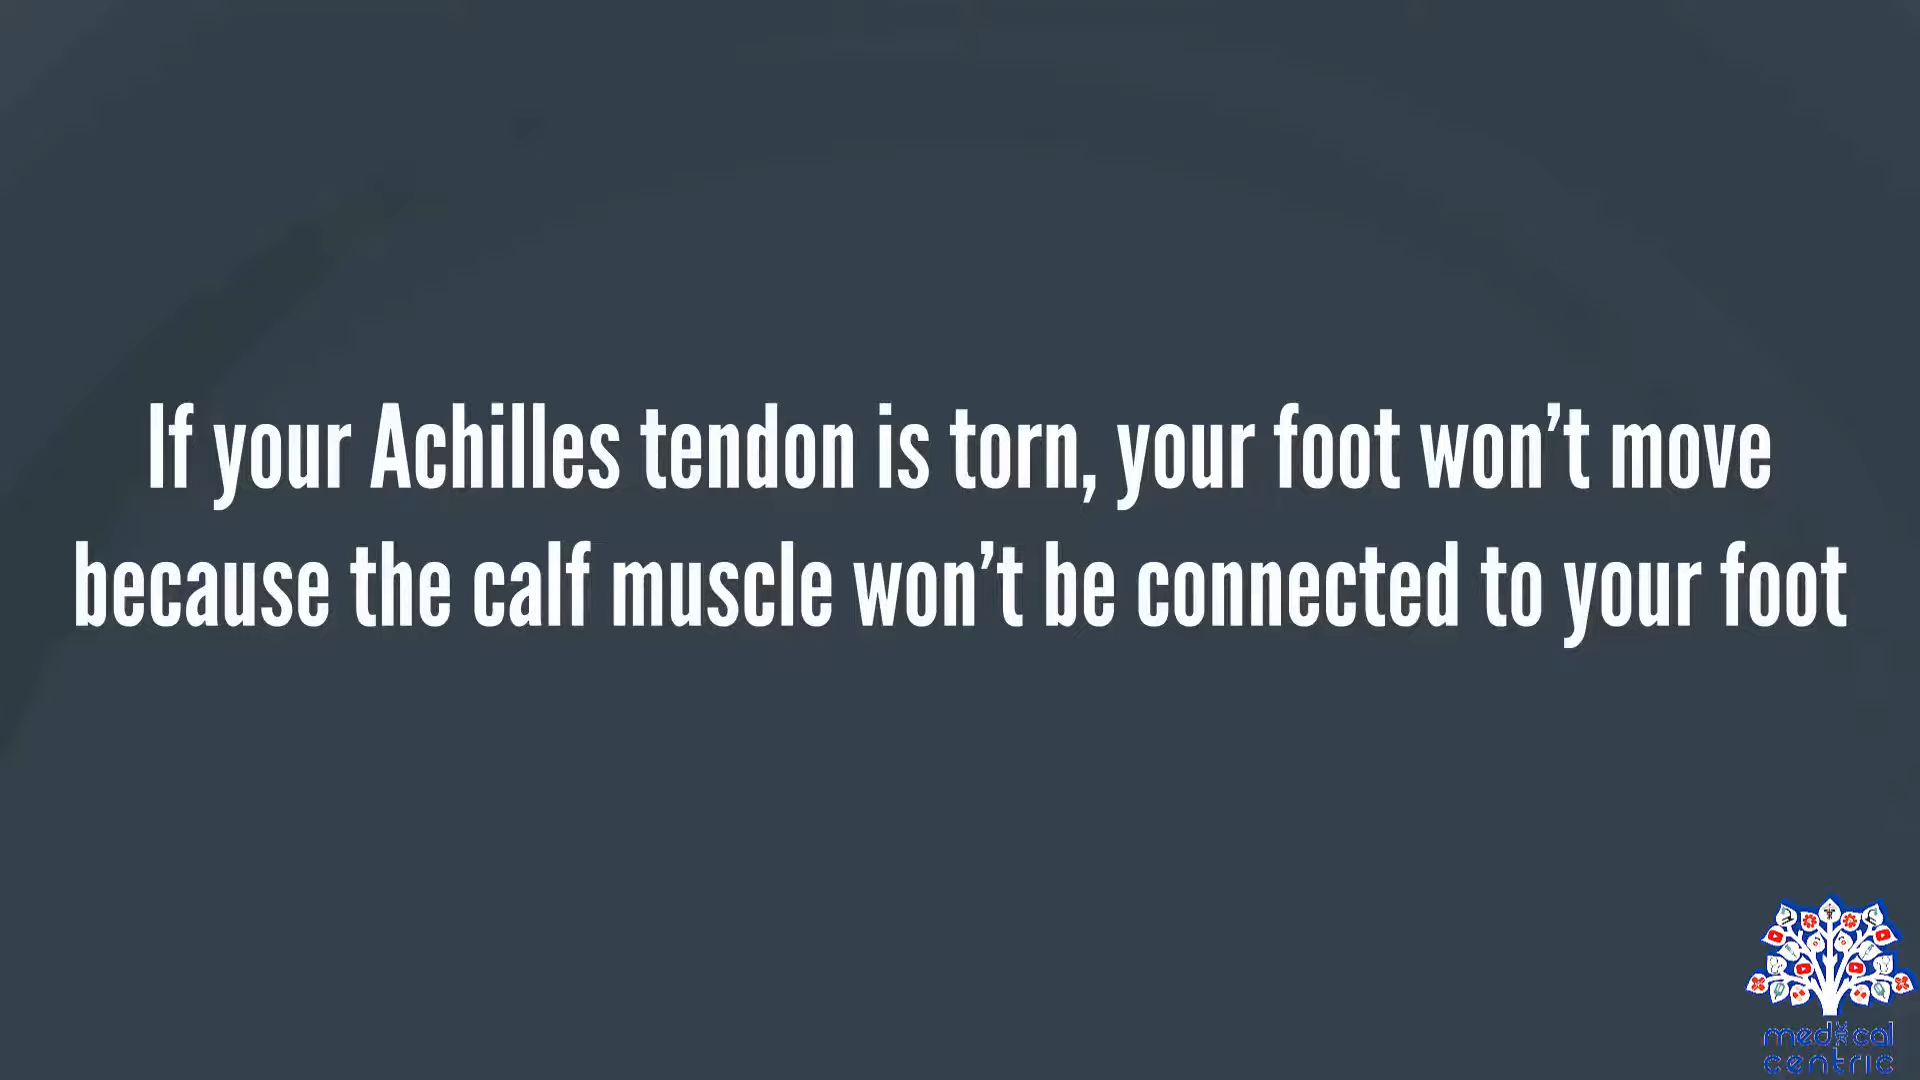 If your Achilles tendon is torn, your foot won’t move
because the calf muscle won’t be connected to your foot
medical
centric